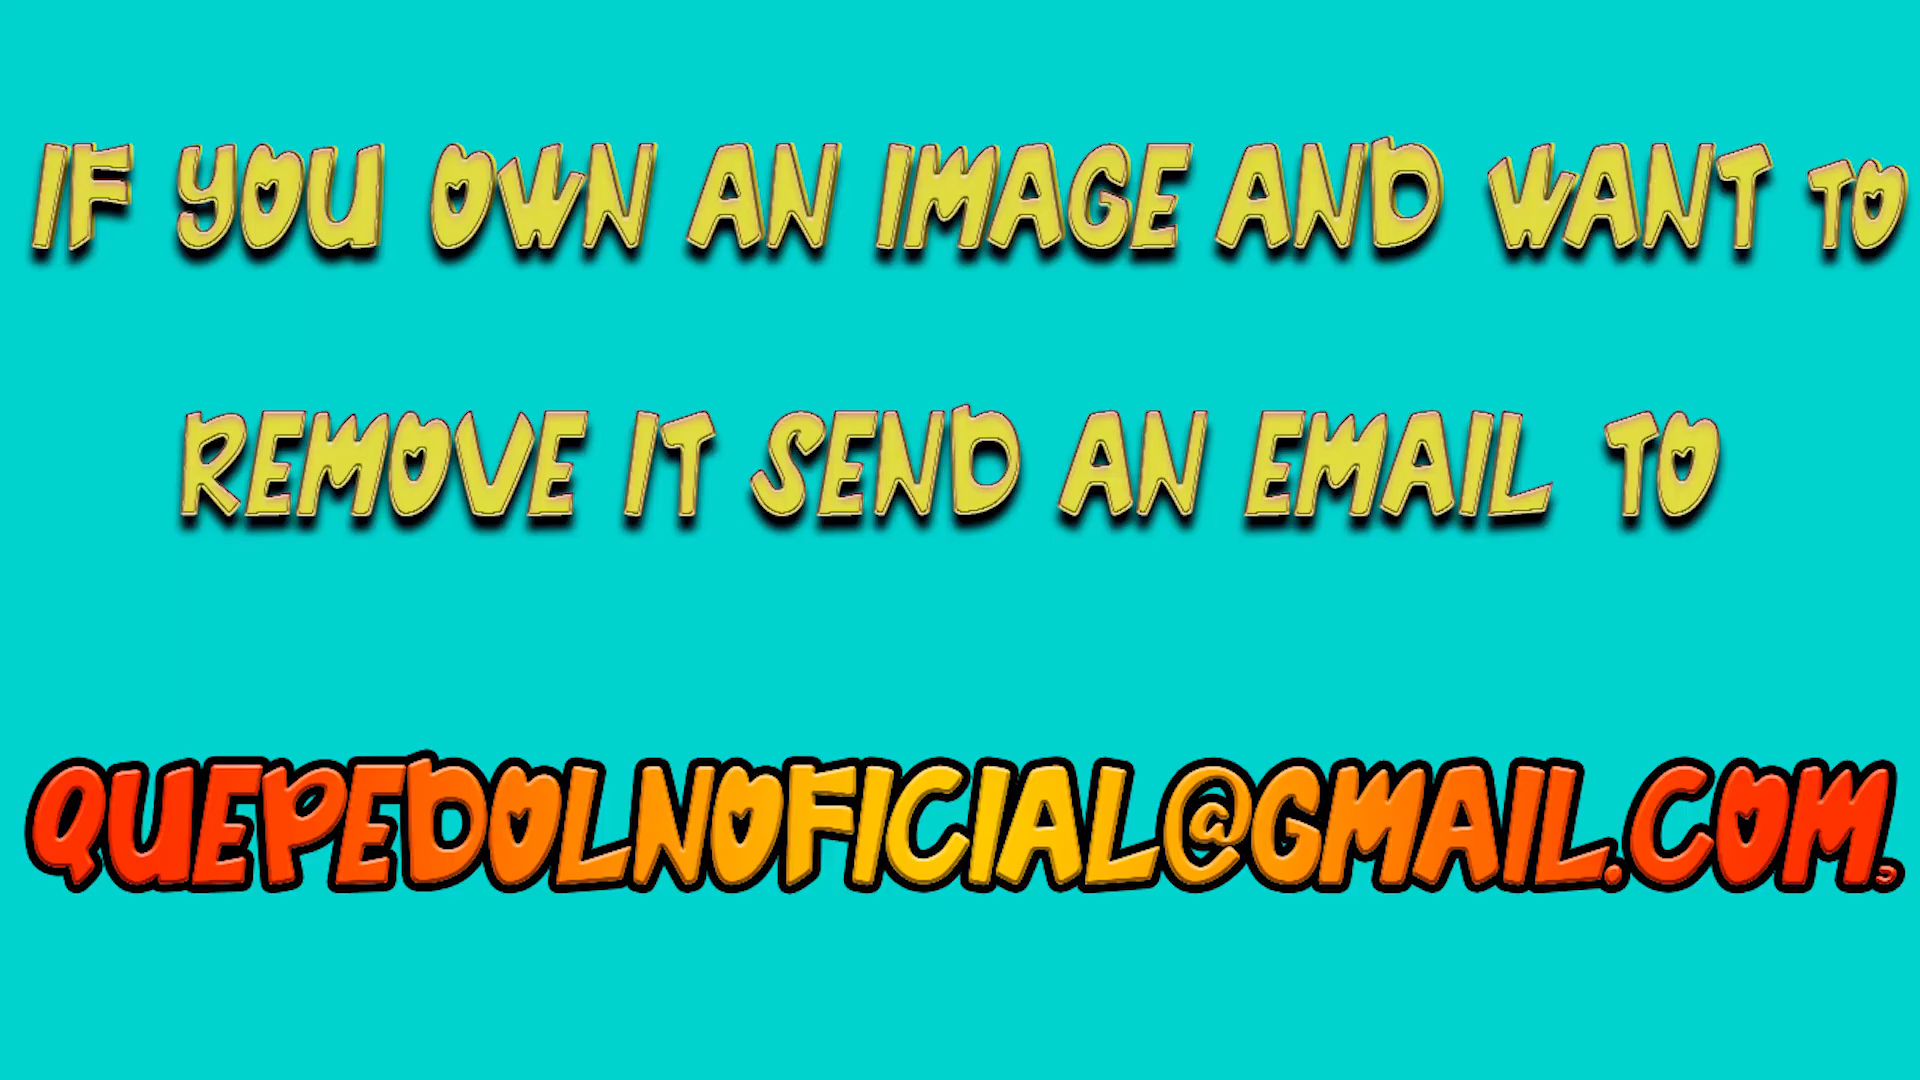 IF YOU OWN AN IMAGE AND WANT TO
REMOVE IT SEND AN EMAIL TO
QUEPEDOLNOFICIAL@GMAIL.COM.